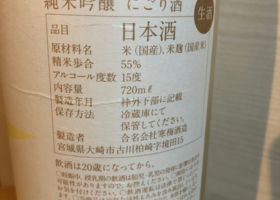 純米吟醸 にごり酒
生酒
品目 日本酒
原材料名 米(国産)、米麹(国産米)
精米歩合 55%
アルコール度数 15度
内容量 720ml
製造年月 枠外下部に記載
保存方法 冷蔵庫にて
保管してください。
製造者 合名会社寒梅酒造
宮城県大崎市古川柏崎字境田15
飲酒は20歳になってから。